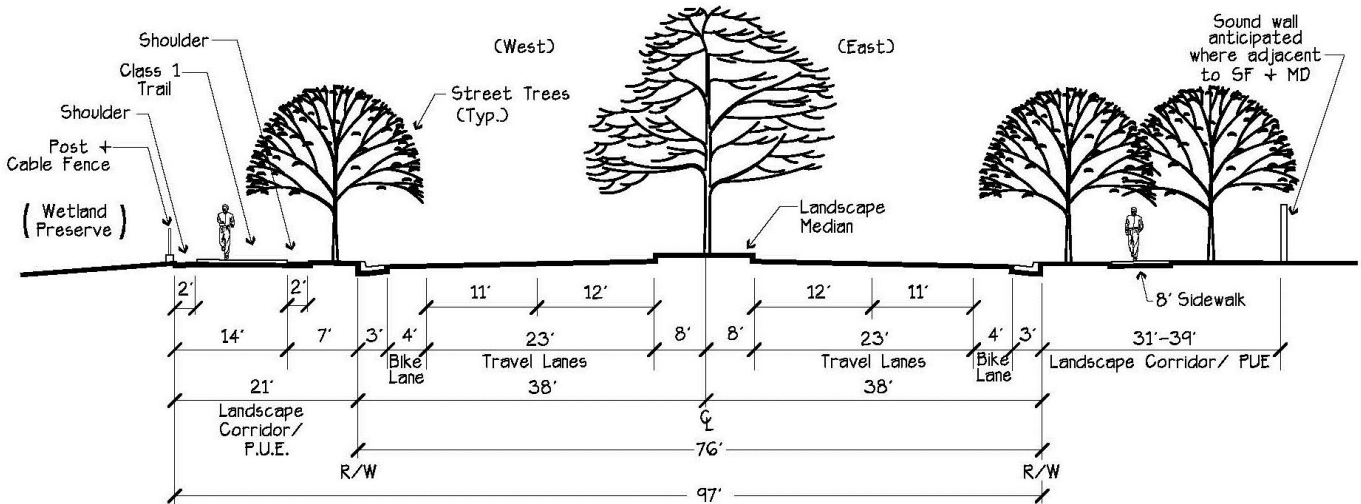 Shoulder
Class 1
Trail
Shoulder
Post +
Cable Fence
( Wetland
Preserve )
(West)
(East)
Street Trees
(Typ.)
Landscape
Median
Sound wall
anticipated
where adjacent
to SF + MD
8' Sidewalk
2' 2' 11' 12' 12' 11'
14' 7' 3' 4' 23' 8' 8' 23' 4' 3' 31'-39'
Bike
Lane
Travel Lanes
Travel Lanes
Bike
Lane
Landscape Corridor/ PUE
21' 38' 38'
Landscape
Corridor/
P.U.E.
℄
76'
R/W R/W
97'